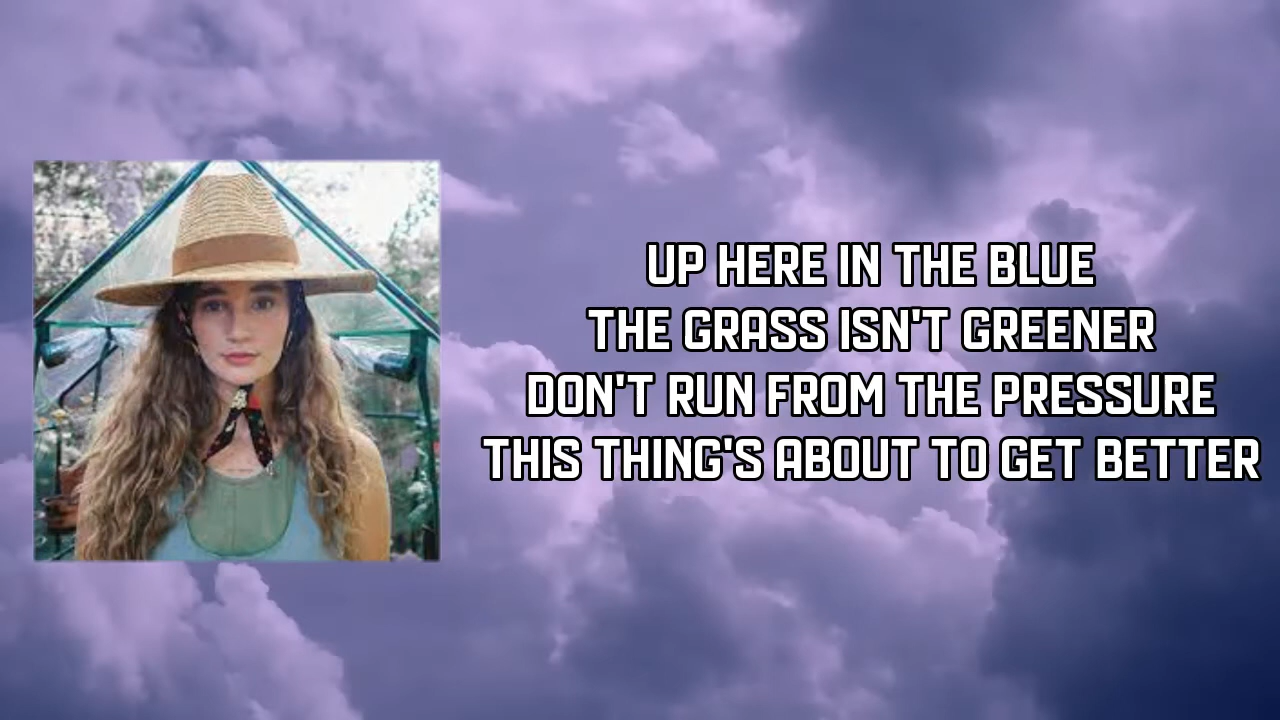 UP HERE IN THE BLUE
THE GRASS ISN'T GREENER
DON'T RUN FROM THE PRESSURE
THIS THING'S ABOUT TO GET BETTER